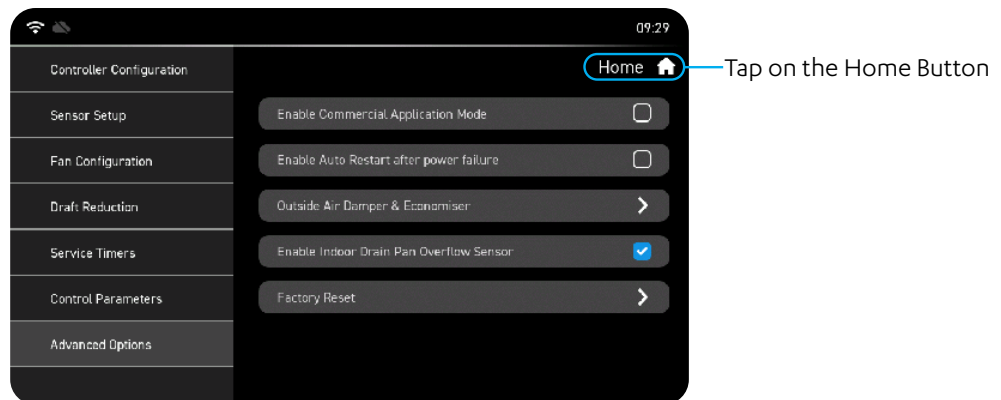 09:29
Home
Tap on the Home Button
Controller Configuration
Sensor Setup
Fan Configuration
Draft Reduction
Service Timers
Control Parameters
Advanced Options
Enable Commercial Application Mode
Enable Auto Restart after power failure
Outside Air Damper & Economiser
Enable Indoor Drain Pan Overflow Sensor
Factory Reset